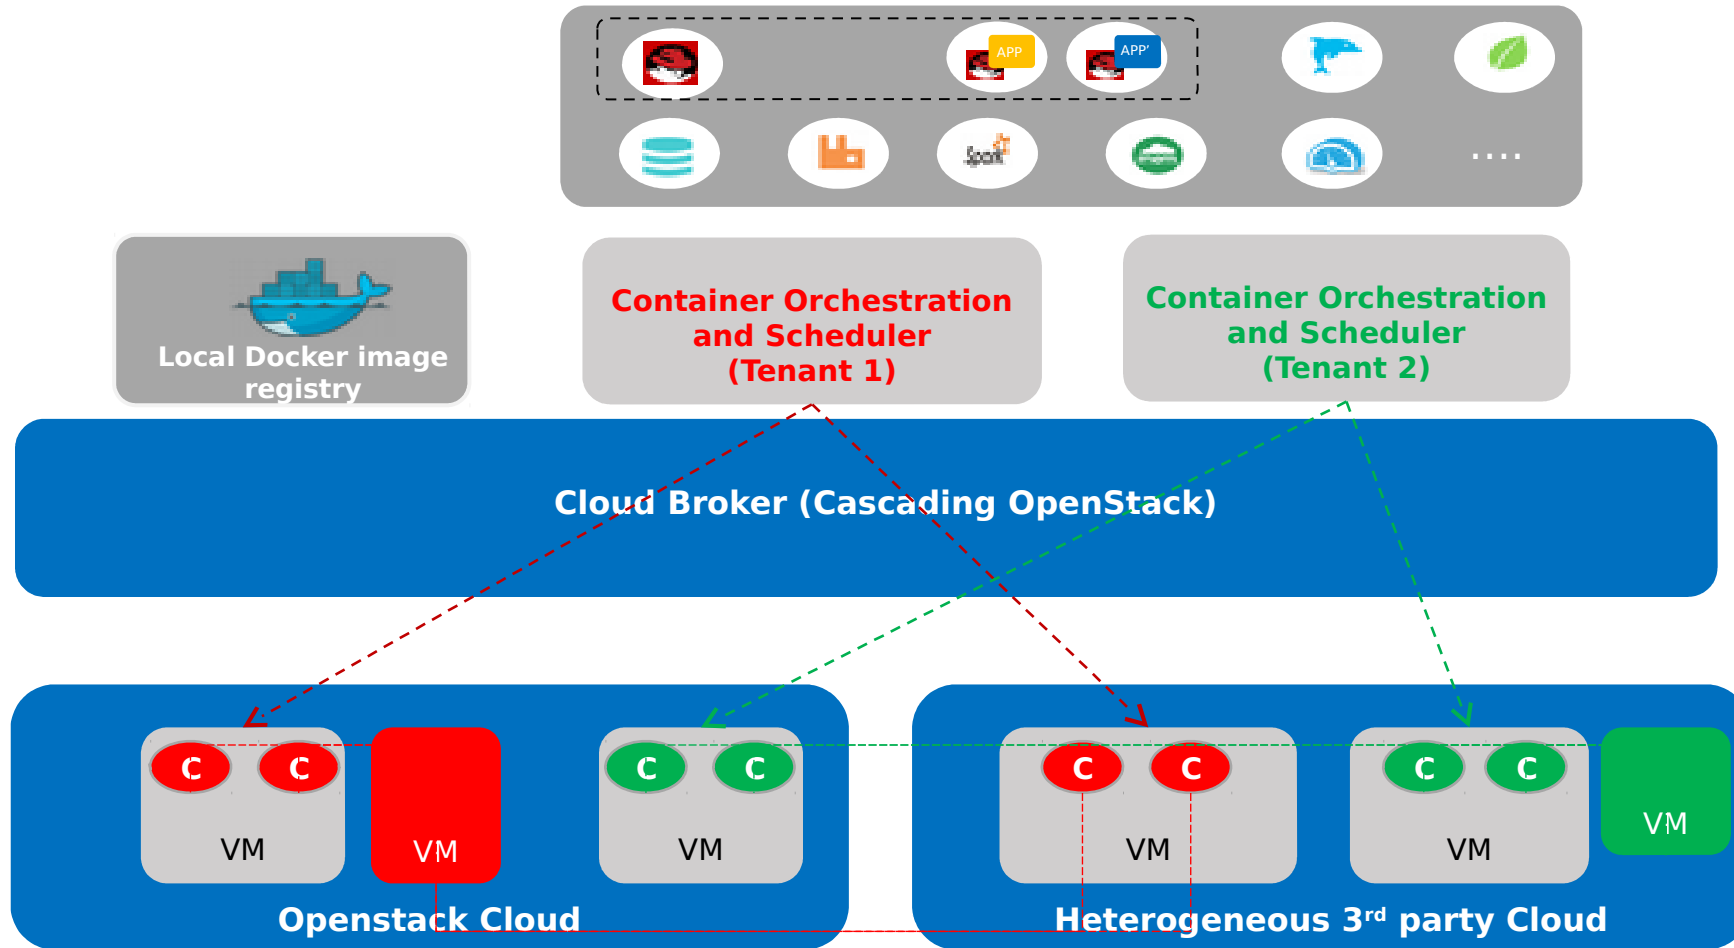 APP
APP’
Spark
....
Local Docker image
registry
Container Orchestration
and Scheduler
(Tenant 1)
Container Orchestration
and Scheduler
(Tenant 2)
Cloud Broker (Cascading OpenStack)
C C C C C C C C
VM VM VM VM VM VM
Openstack Cloud Heterogeneous 3rd party Cloud